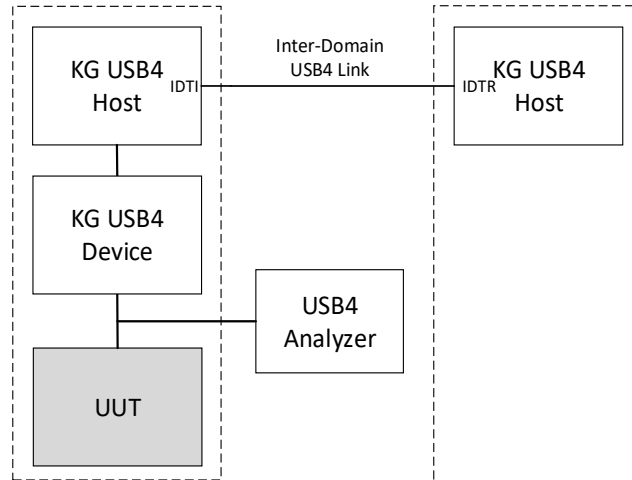 KG USB4
Host
IDTI
Inter-Domain
USB4 Link
IDTR
KG USB4
Host
KG USB4
Device
USB4
Analyzer
UUT